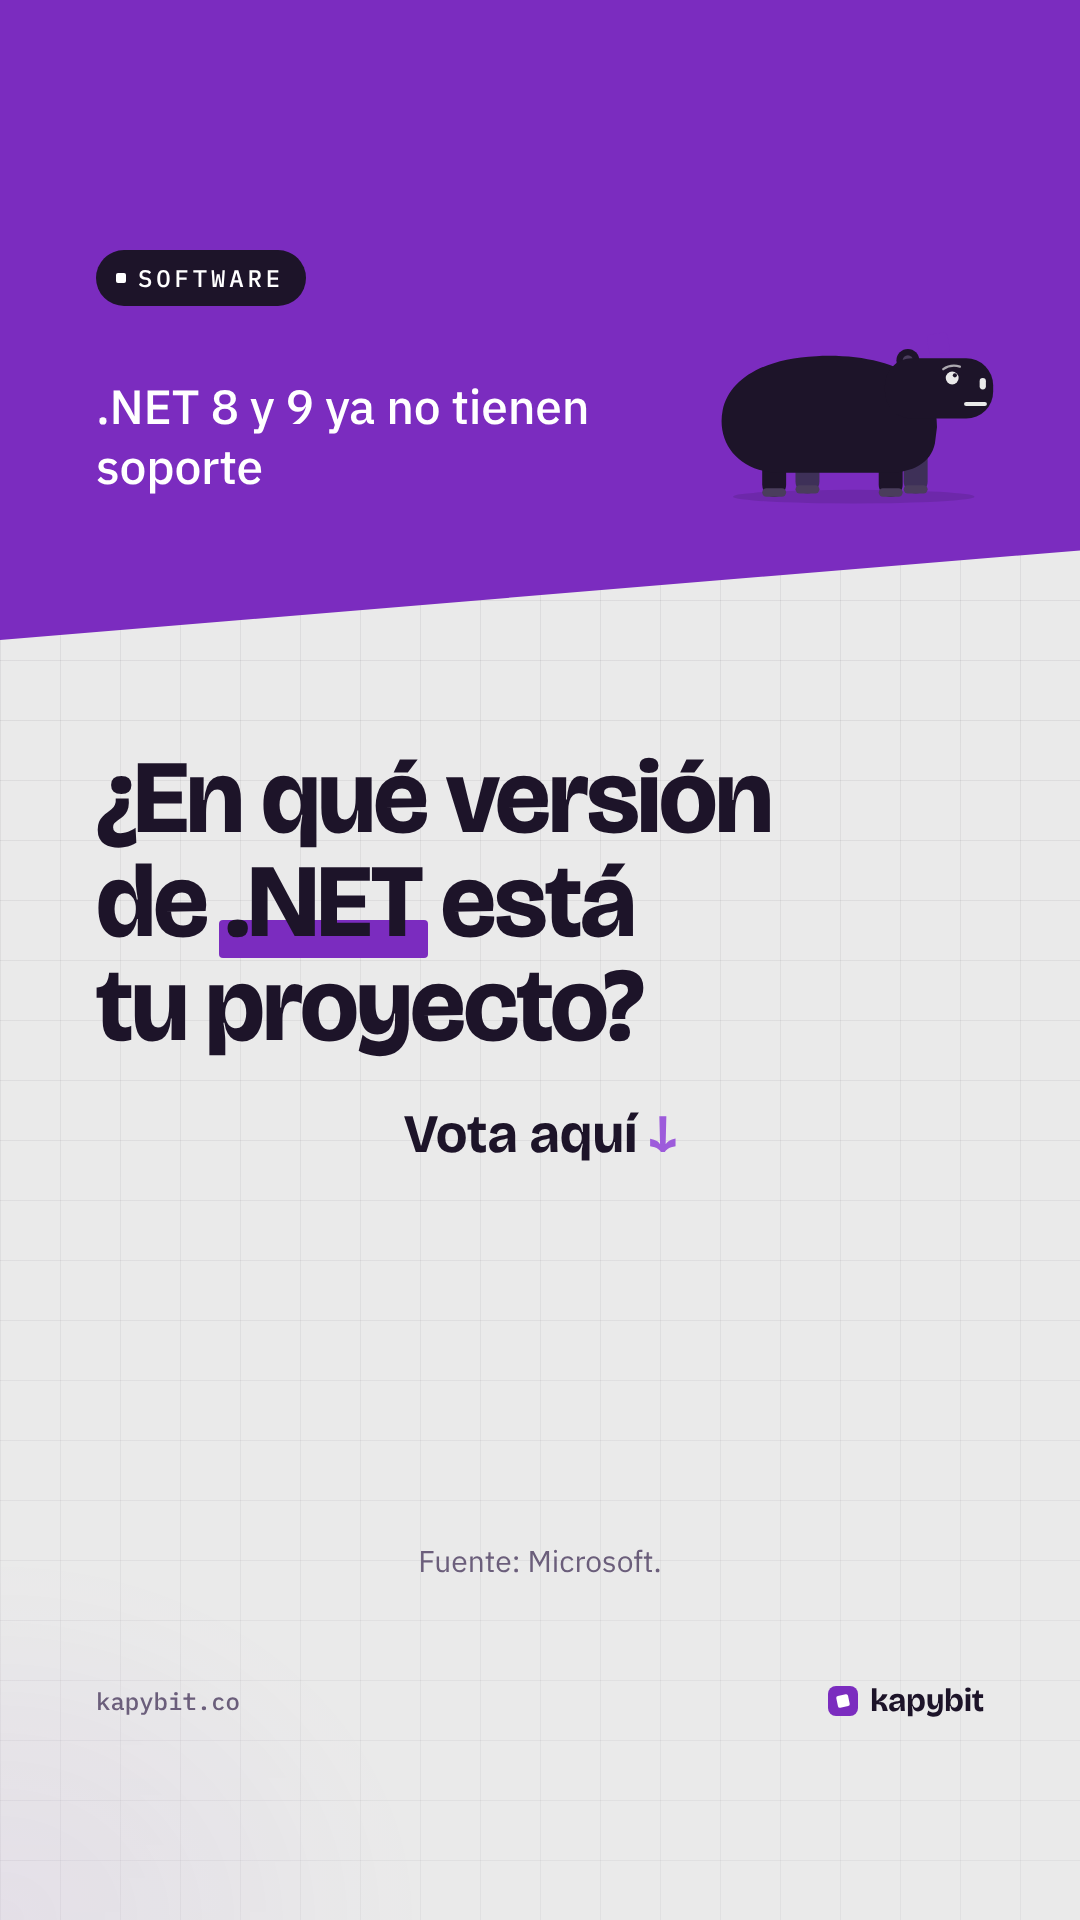 SOFTWARE
.NET 8 y 9 ya no tienen
soporte
¿En qué versión
de .NET está
tu proyecto?
Vota aquí ↓
Fuente: Microsoft.
kapybit.co
kapybit